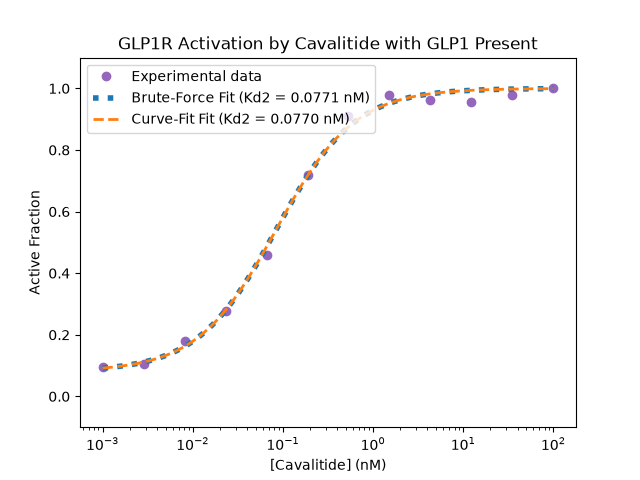 GLP1R Activation by Cavalitide with GLP1 Present
Experimental data
Brute-Force Fit (Kd2 = 0.0771 nM)
Curve-Fit Fit (Kd2 = 0.0770 nM)
Active Fraction
1.0
0.8
0.6
0.4
0.2
0.0
10⁻³ 10⁻² 10⁻¹ 10⁰ 10¹ 10²
[Cavalitide] (nM)